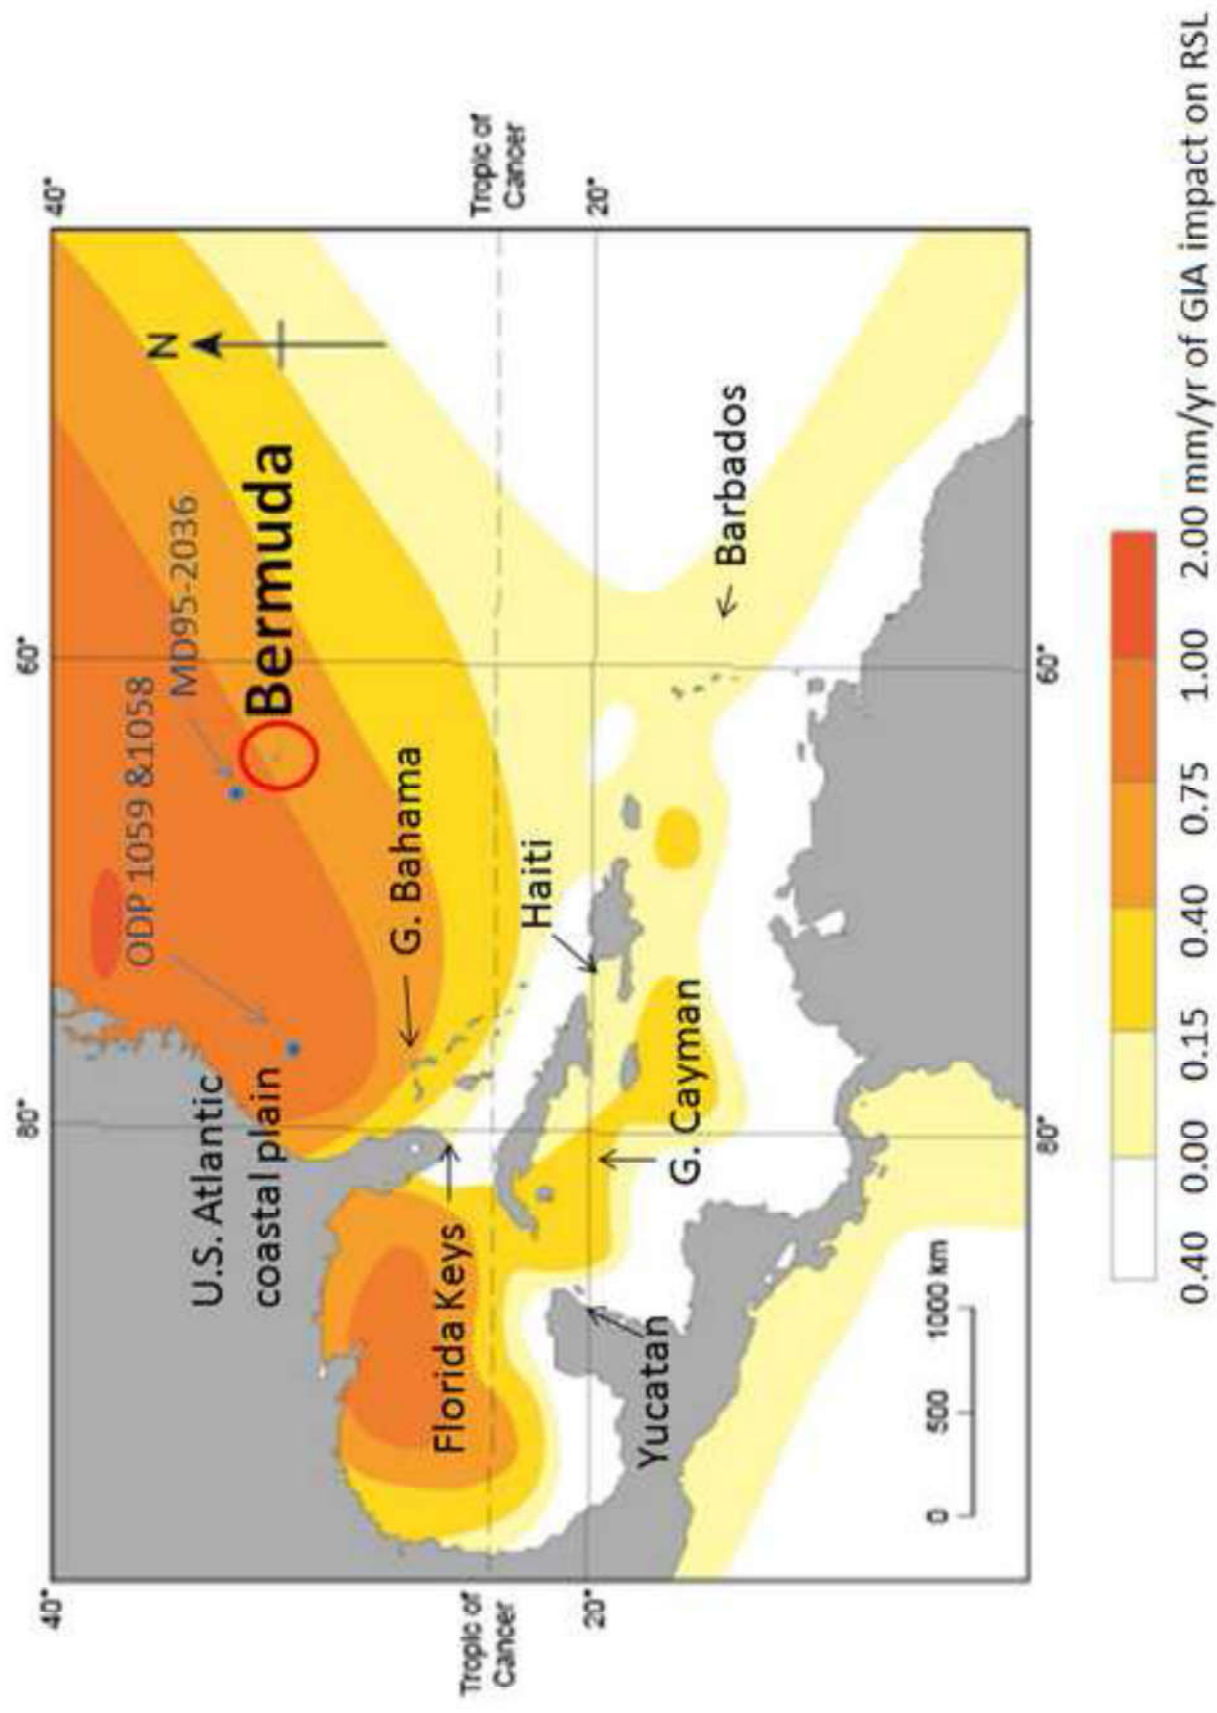 80°
60°
40°
40°
ODP 1059 &1058
MD95-2036
N
U.S. Atlantic
coastal plain
Bermuda
G. Bahama
Florida Keys
Tropic of
Cancer
Tropic of
Cancer
Haiti
20°
20°
Yucatan
G. Cayman
Barbados
0
500
1000 km
80°
60°
0.40
0.00
0.15
0.40
0.75
1.00
2.00 mm/yr of GIA impact on RSL